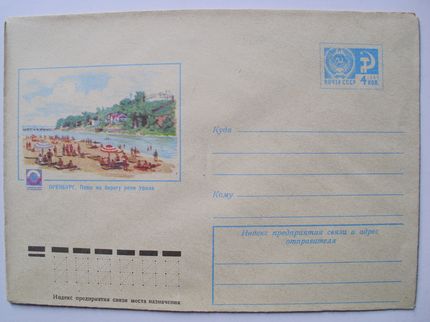 ПОЧТА СССР
4
КОП.
Куда
ОРЕНБУРГ. Пляж на берегу реки Урала
Кому
Индекс предприятия связи и адрес
отправителя
Индекс предприятия связи места назначения